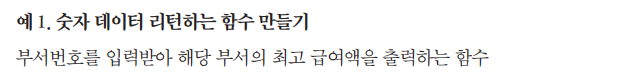 예 1. 숫자 데이터 리턴하는 함수 만들기
부서번호를 입력받아 해당 부서의 최고 급여액을 출력하는 함수